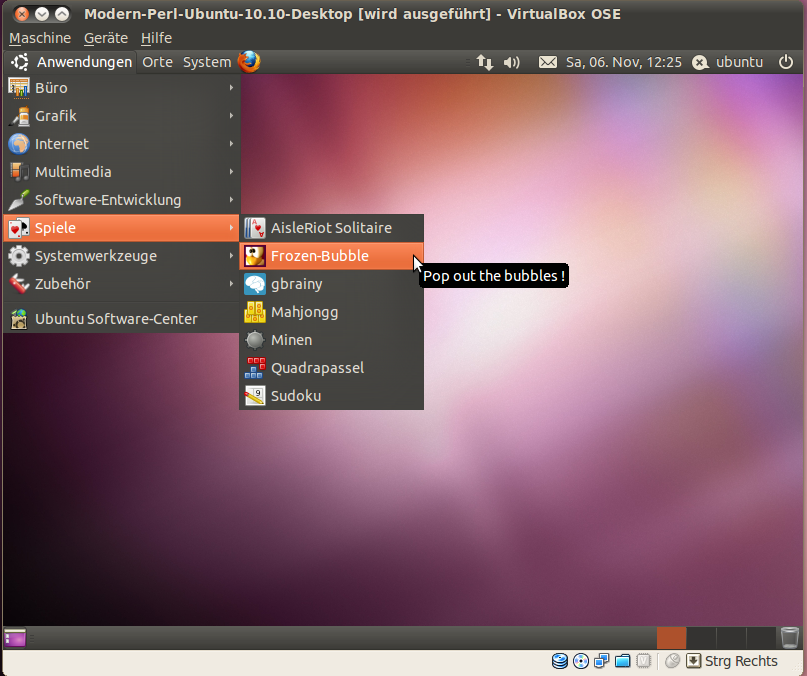 Modern-Perl-Ubuntu-10.10-Desktop [wird ausgeführt] - VirtualBox OSE
Maschine Geräte Hilfe
Anwendungen Orte System Sa, 06. Nov, 12:25 ubuntu
Büro
Grafik
Internet
Multimedia
Software-Entwicklung
Spiele
Systemwerkzeuge
Zubehör
Ubuntu Software-Center
AisleRiot Solitaire
Frozen-Bubble
gbrainy
Mahjongg
Minen
Quadrapassel
Sudoku
Pop out the bubbles !
Strg Rechts